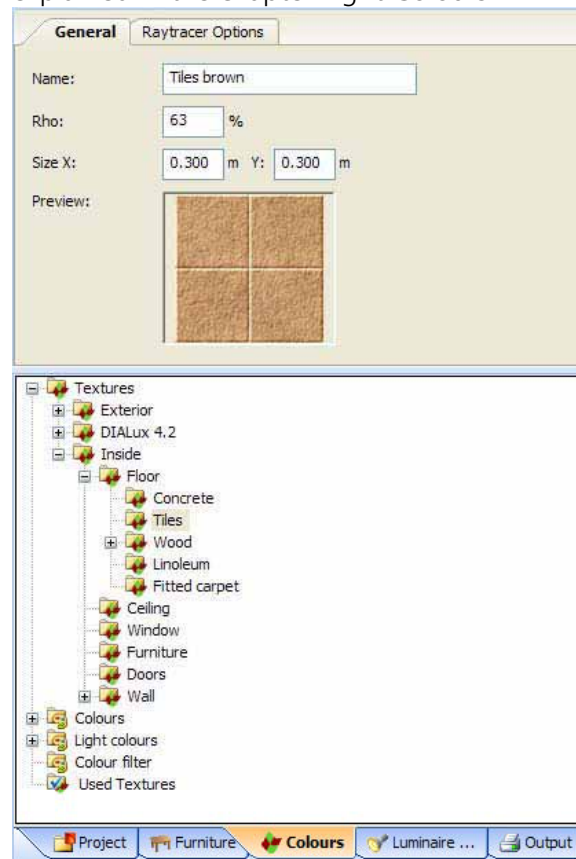 General Raytracer Options
Name: Tiles brown
Rho: 63 %
Size X: 0.300 m Y: 0.300 m
Preview:
Textures
Exterior
DIALux 4.2
Inside
Floor
Concrete
Tiles
Wood
Linoleum
Fitted carpet
Ceiling
Window
Furniture
Doors
Wall
Colours
Light colours
Colour filter
Used Textures
Project Furniture Colours Luminaire ... Output